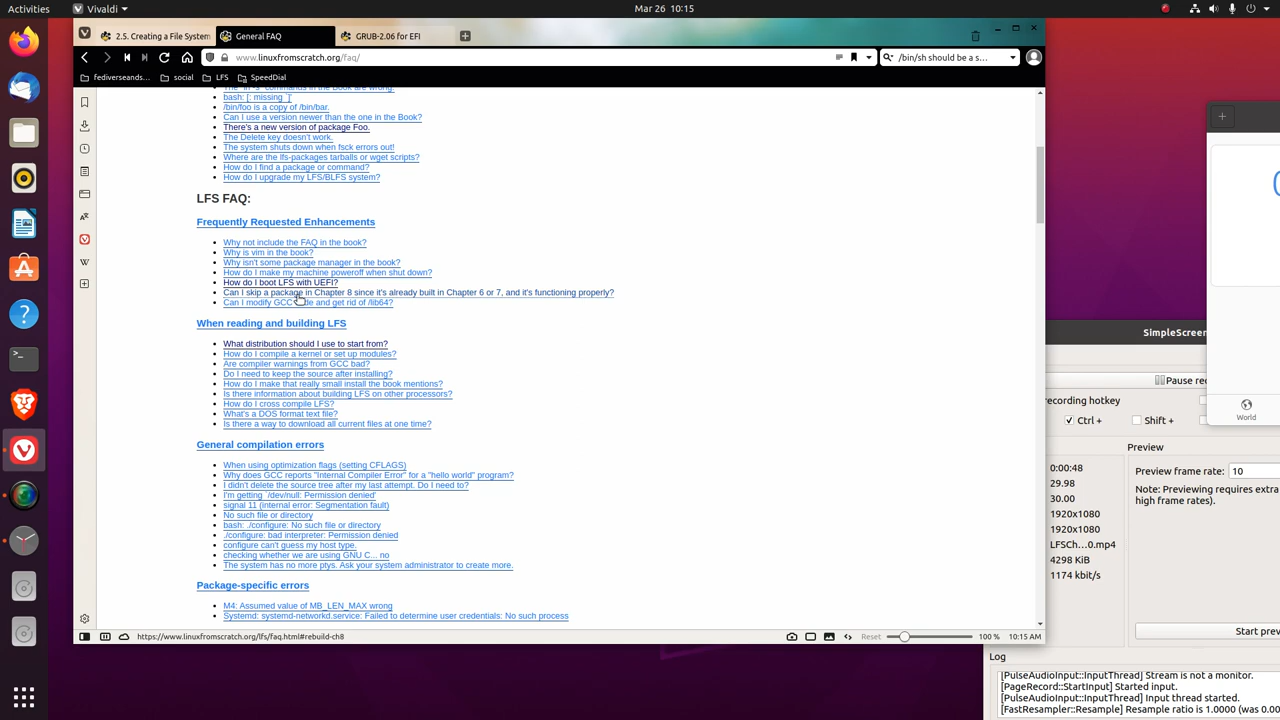 Activities
Vivaldi
Mar 26 10:15
2.5. Creating a File System
General FAQ
GRUB-2.06 for EFI
www.linuxfromscratch.org/faq/
/bin/sh should be a s...
fediverseands...
social
LFS
SpeedDial
The "ln -s" commands in the Book are wrong.
bash: [: missing `]'
/bin/foo is a copy of /bin/bar.
Can I use a version newer than the one in the Book?
There's a new version of package Foo.
The Delete key doesn't work.
The system shuts down when fsck errors out!
Where are the lfs-packages tarballs or wget scripts?
How do I find a package or command?
How do I upgrade my LFS/BLFS system?
LFS FAQ:
Frequently Requested Enhancements
Why not include the FAQ in the book?
Why is vim in the book?
Why isn't some package manager in the book?
How do I make my machine poweroff when shut down?
How do I boot LFS with UEFI?
Can I skip a package in Chapter 8 since it's already built in Chapter 6 or 7, and it's functioning properly?
Can I modify GCC de and get rid of /lib64?
When reading and building LFS
What distribution should I use to start from?
How do I compile a kernel or set up modules?
Are compiler warnings from GCC bad?
Do I need to keep the source after installing?
How do I make that really small install the book mentions?
Is there information about building LFS on other processors?
How do I cross compile LFS?
What's a DOS format text file?
Is there a way to download all current files at one time?
General compilation errors
When using optimization flags (setting CFLAGS)
Why does GCC reports "Internal Compiler Error" for a "hello world" program?
I didn't delete the source tree after my last attempt. Do I need to?
I'm getting `/dev/null: Permission denied'
signal 11 (internal error: Segmentation fault)
No such file or directory
bash: ./configure: No such file or directory
./configure: bad interpreter: Permission denied
configure can't guess my host type.
checking whether we are using GNU C... no
The system has no more ptys. Ask your system administrator to create more.
Package-specific errors
M4: Assumed value of MB_LEN_MAX wrong
Systemd: systemd-networkd.service: Failed to determine user credentials: No such process
https://www.linuxfromscratch.org/lfs/faq.html#rebuild-ch8
Reset
100 %
10:15 AM
World
SimpleScreen
Pause rec
recording hotkey
Ctrl +
Shift +
Preview
0:00:48
29.98
30.00
1920x1080
1920x1080
LFSCh...0.mp4
4298 KiB
1174 kbit/s
Preview frame rate: 10
Note: Previewing requires extra
high frame rates).
Start prev
Log
[PulseAudioInput::InputThread] Stream is not a monitor.
[PageRecord::StartInput] Started input.
[PulseAudioInput::InputThread] Input thread started.
[FastResampler::Resample] Resample ratio is 1.0000 (was 0.00